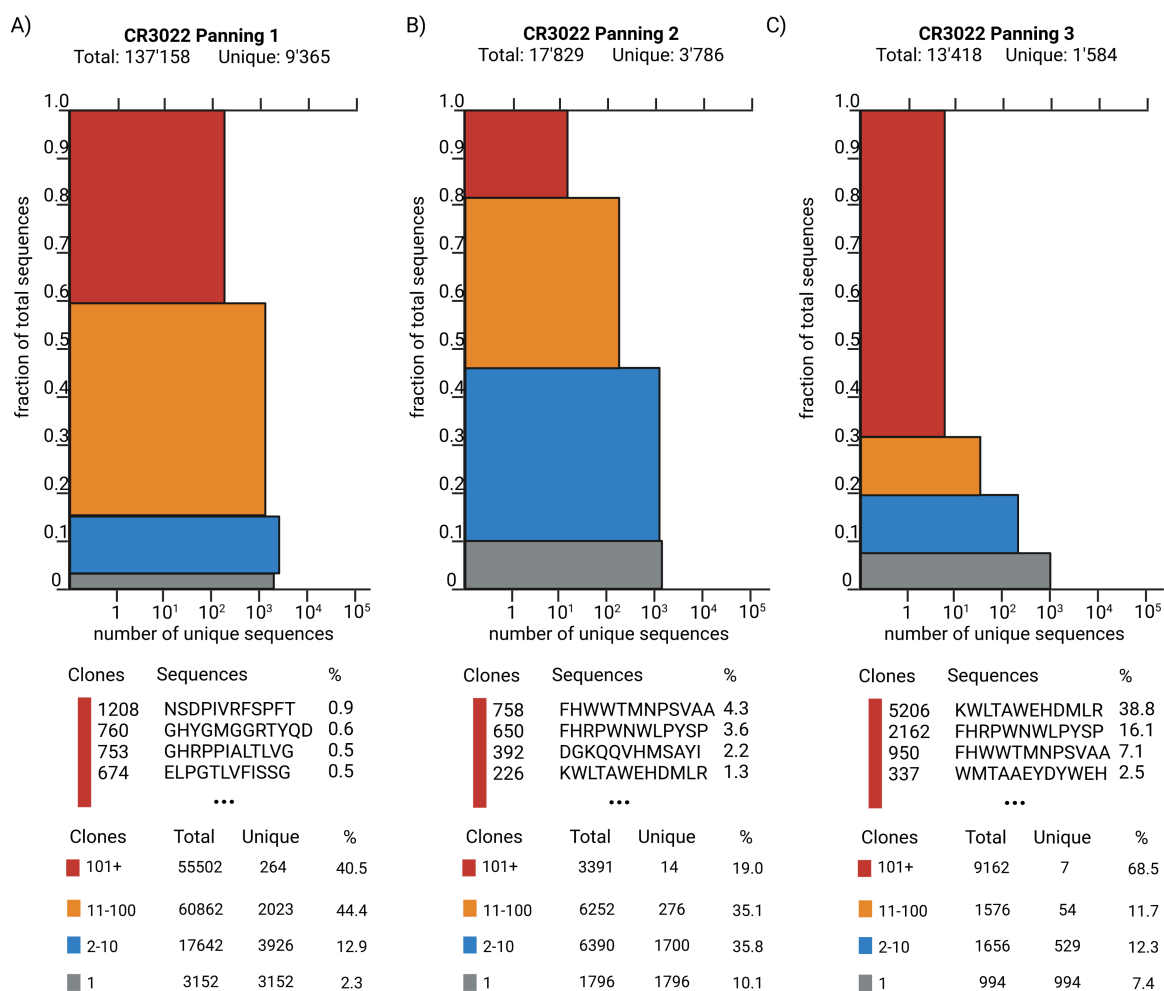 A)
CR3022 Panning 1
Total: 137'158 Unique: 9'365
1.0
0.9
0.8
0.7
0.6
0.5
0.4
0.3
0.2
0.1
0
fraction of total sequences
1 10¹ 10² 10³ 10⁴ 10⁵
number of unique sequences
Clones Sequences %
1208 NSDPIVRFSPFT 0.9
760 GHYGMGGRTYQD 0.6
753 GHRPPIALTLVG 0.5
674 ELPGTLVFISSG 0.5
...
Clones Total Unique %
101+ 55502 264 40.5
11-100 60862 2023 44.4
2-10 17642 3926 12.9
1 3152 3152 2.3
B)
CR3022 Panning 2
Total: 17'829 Unique: 3'786
1.0
0.9
0.8
0.7
0.6
0.5
0.4
0.3
0.2
0.1
0
fraction of total sequences
1 10¹ 10² 10³ 10⁴ 10⁵
number of unique sequences
Clones Sequences %
758 FHWWTMNPSVAA 4.3
650 FHRPWNWLPYSP 3.6
392 DGKQQVHMSAYI 2.2
226 KWLTAWEHDMLR 1.3
...
Clones Total Unique %
101+ 3391 14 19.0
11-100 6252 276 35.1
2-10 6390 1700 35.8
1 1796 1796 10.1
C)
CR3022 Panning 3
Total: 13'418 Unique: 1'584
1.0
0.9
0.8
0.7
0.6
0.5
0.4
0.3
0.2
0.1
0
fraction of total sequences
1 10¹ 10² 10³ 10⁴ 10⁵
number of unique sequences
Clones Sequences %
5206 KWLTAWEHDMLR 38.8
2162 FHRPWNWLPYSP 16.1
950 FHWWTMNPSVAA 7.1
337 WMTAAEYDYWEH 2.5
...
Clones Total Unique %
101+ 9162 7 68.5
11-100 1576 54 11.7
2-10 1656 529 12.3
1 994 994 7.4